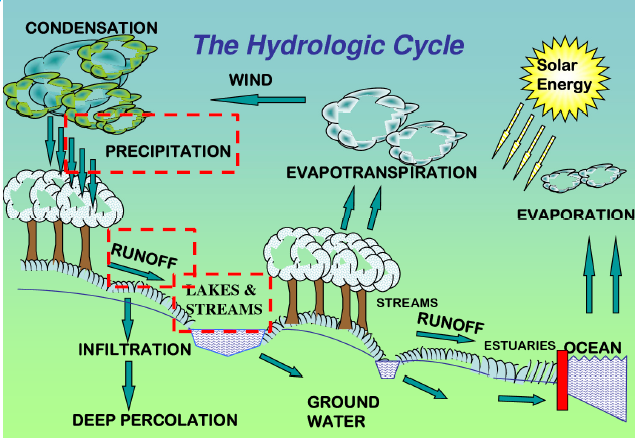 CONDENSATION
The Hydrologic Cycle
Solar
Energy
WIND
PRECIPITATION
EVAPOTRANSPIRATION
EVAPORATION
RUNOFF
LAKES &
STREAMS
STREAMS
RUNOFF
ESTUARIES
OCEAN
INFILTRATION
GROUND
WATER
DEEP PERCOLATION